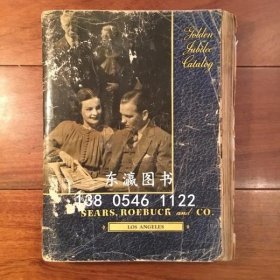 Golden
Jubilee
Catalog
东瀛图书
138 0546 1122
SEARS, ROEBUCK and CO.
LOS ANGELES